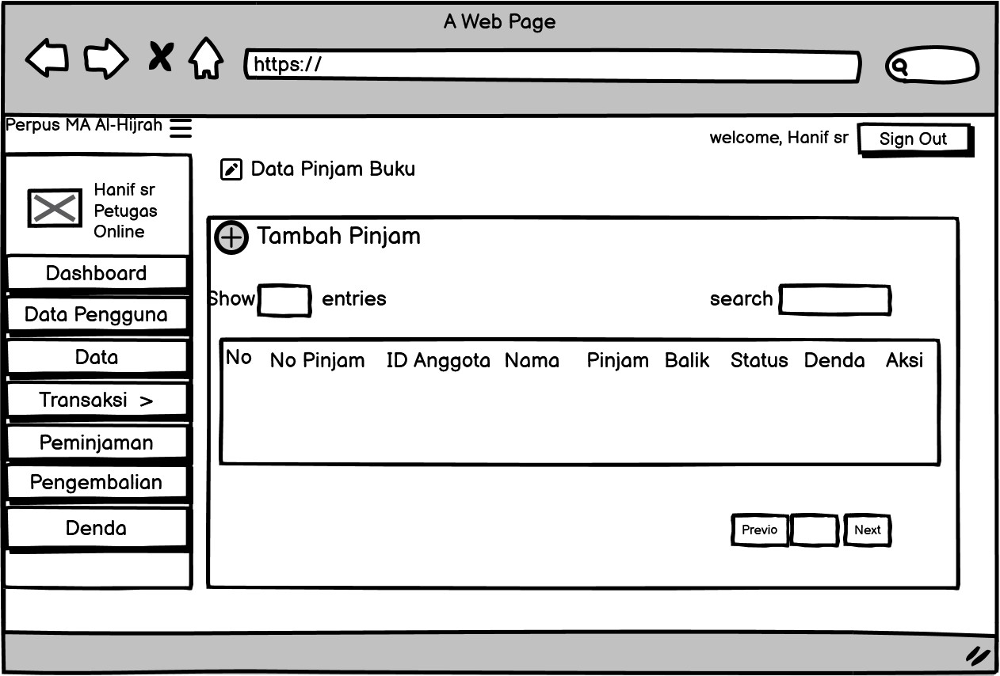 A Web Page
https://
Perpus MA Al-Hijrah
welcome, Hanif sr
Sign Out
Data Pinjam Buku
Hanif sr
Petugas
Online
Dashboard
Data Pengguna
Data
Transaksi >
Peminjaman
Pengembalian
Denda
Tambah Pinjam
Show entries
search
No No Pinjam ID Anggota Nama Pinjam Balik Status Denda Aksi
Previo Next